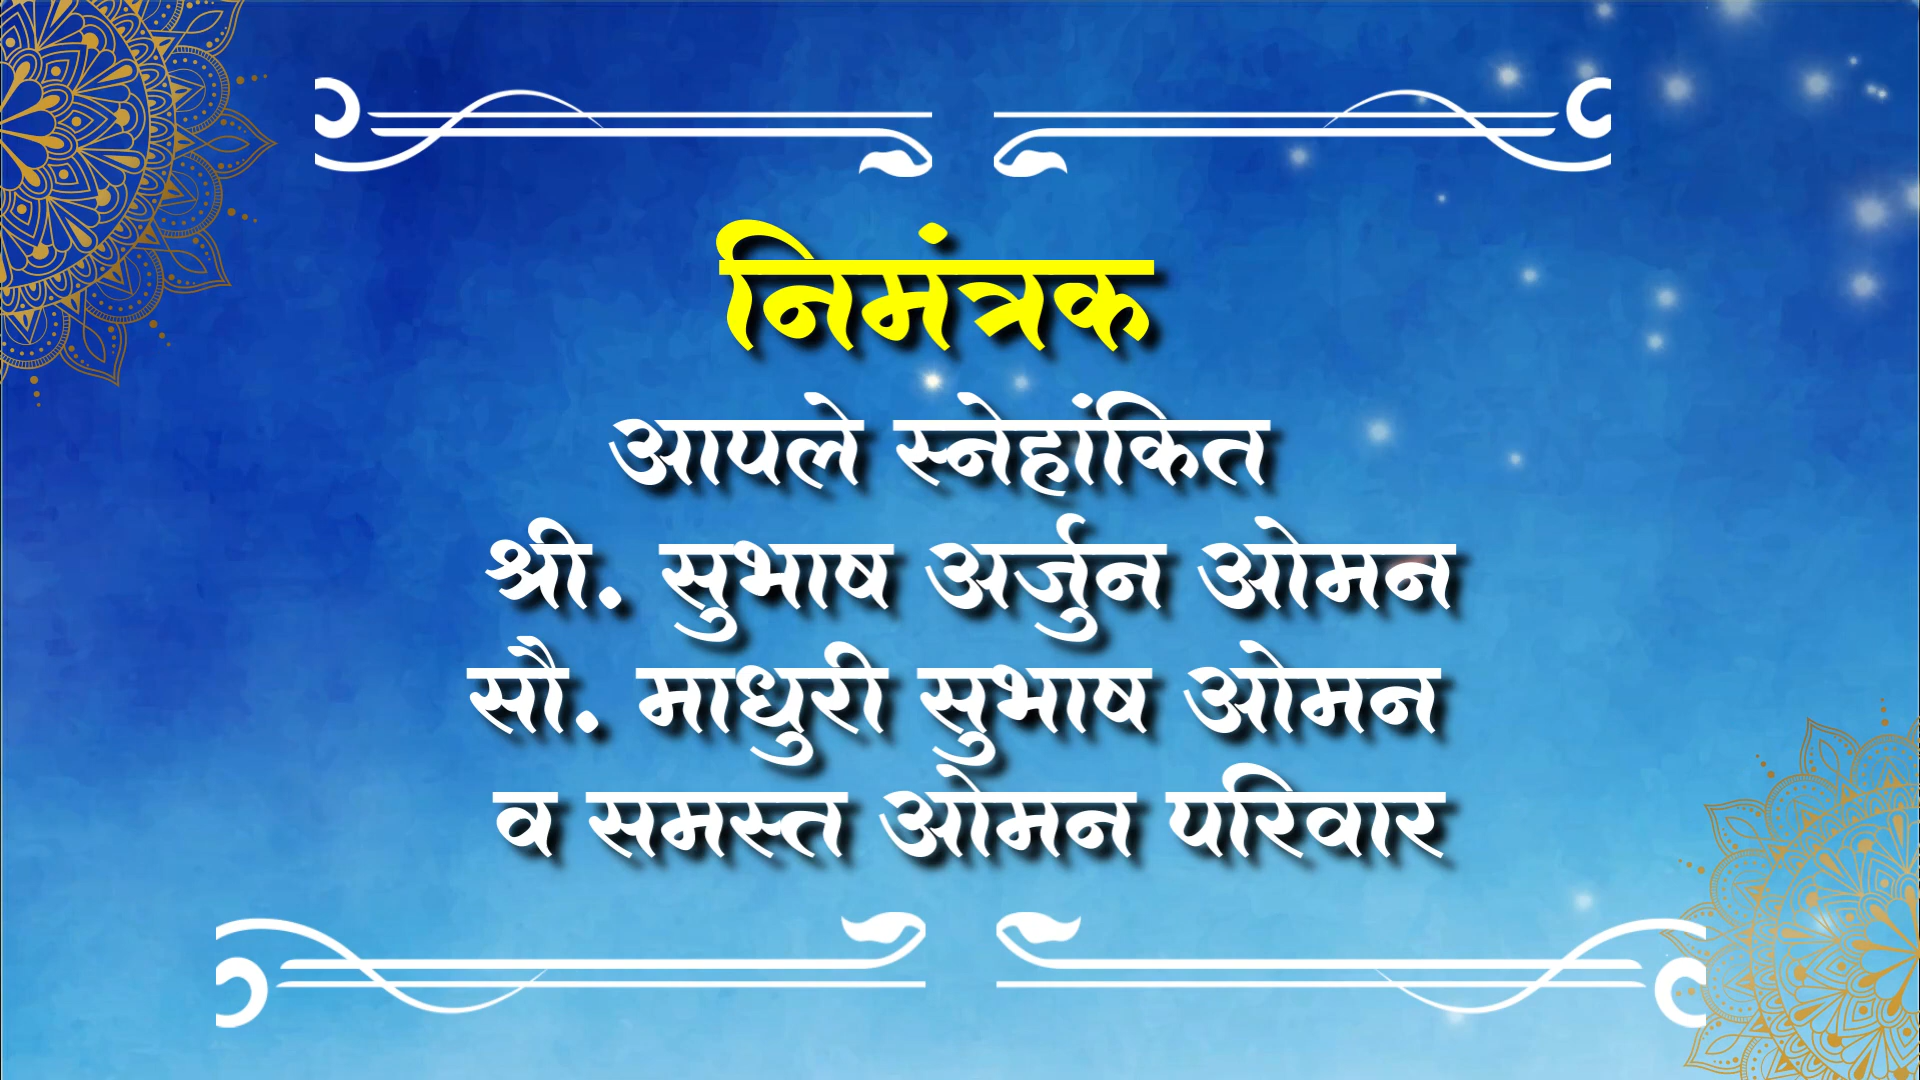 निमंत्रक
आपले स्नेहांकित
श्री. सुभाष अर्जुन ओमन
सौ. माधुरी सुभाष ओमन
व समस्त ओमन परिवार